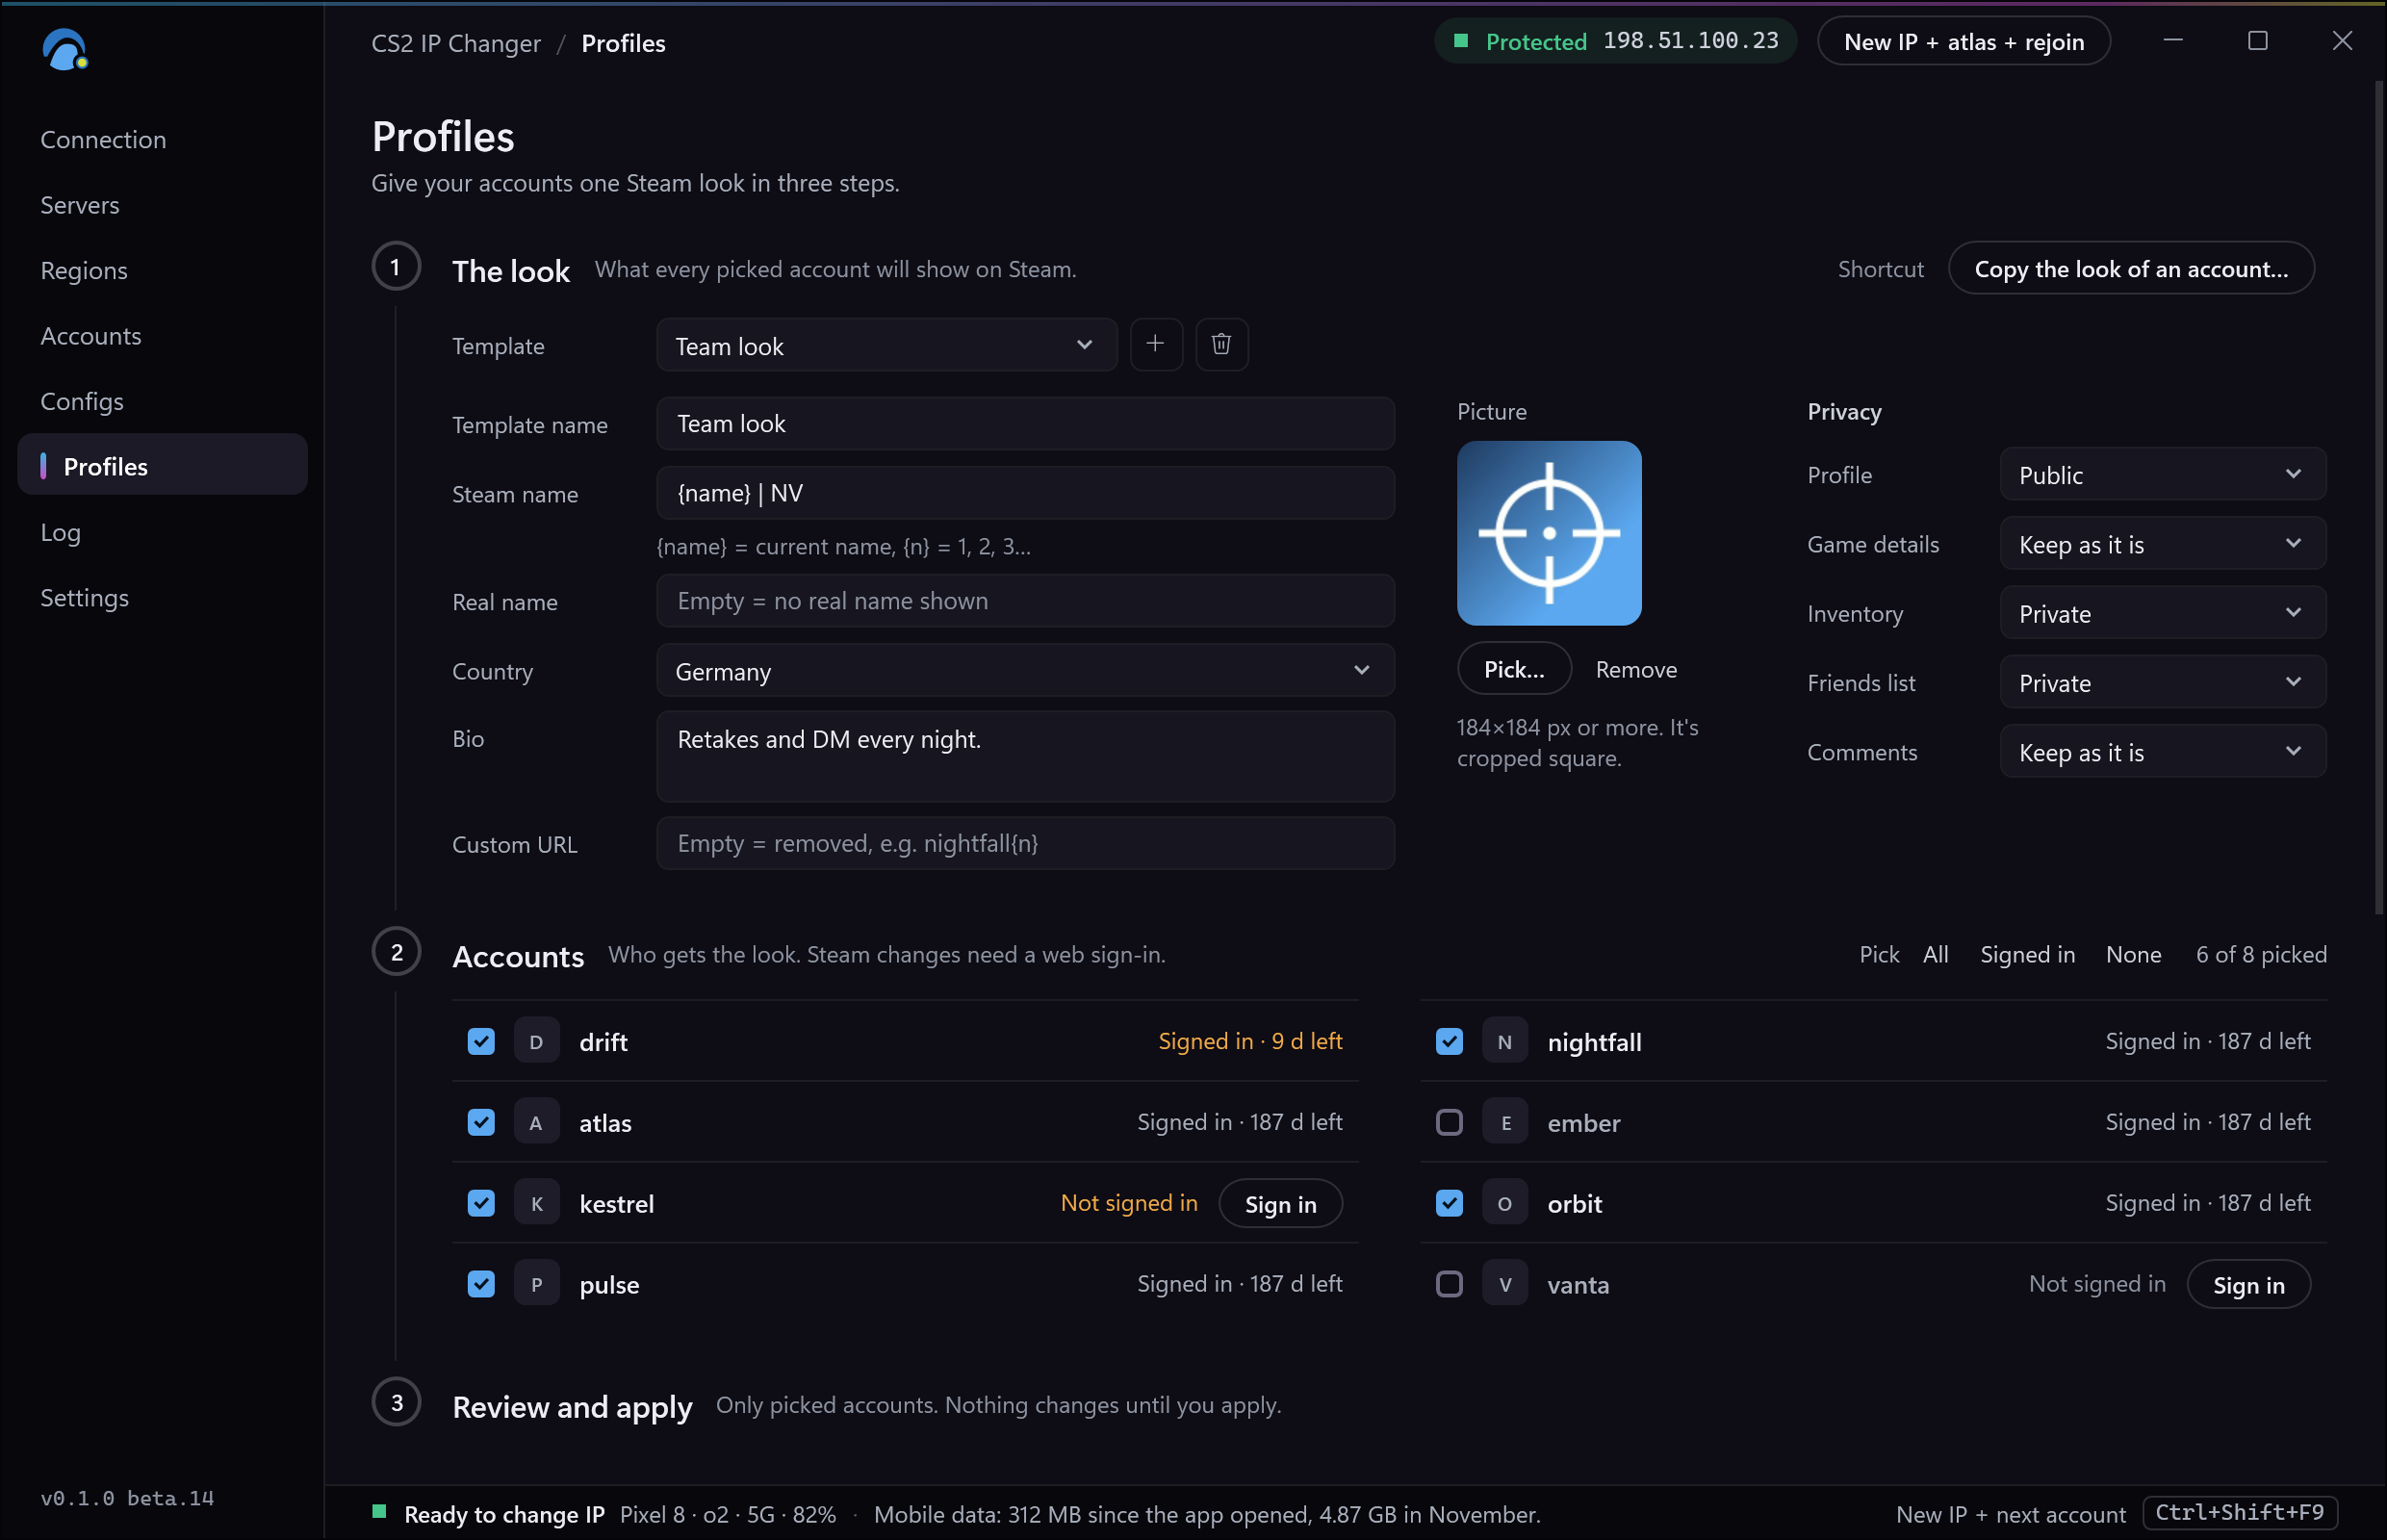 CS2 IP Changer / Profiles
Protected 198.51.100.23
New IP + atlas + rejoin
Connection
Servers
Regions
Accounts
Configs
Profiles
Log
Settings
v0.1.0 beta.14
Profiles
Give your accounts one Steam look in three steps.
1 The look What every picked account will show on Steam.
Shortcut Copy the look of an account...
Template Team look
Template name Team look
Steam name {name} | NV
{name} = current name, {n} = 1, 2, 3...
Real name Empty = no real name shown
Country Germany
Bio Retakes and DM every night.
Custom URL Empty = removed, e.g. nightfall{n}
Picture
Pick... Remove
184×184 px or more. It's
cropped square.
Privacy
Profile Public
Game details Keep as it is
Inventory Private
Friends list Private
Comments Keep as it is
2 Accounts Who gets the look. Steam changes need a web sign-in.
Pick All Signed in None 6 of 8 picked
D drift Signed in · 9 d left
N nightfall Signed in · 187 d left
A atlas Signed in · 187 d left
E ember Signed in · 187 d left
K kestrel Not signed in Sign in
O orbit Signed in · 187 d left
P pulse Signed in · 187 d left
V vanta Not signed in Sign in
3 Review and apply Only picked accounts. Nothing changes until you apply.
Ready to change IP Pixel 8 · o2 · 5G · 82% · Mobile data: 312 MB since the app opened, 4.87 GB in November.
New IP + next account Ctrl+Shift+F9